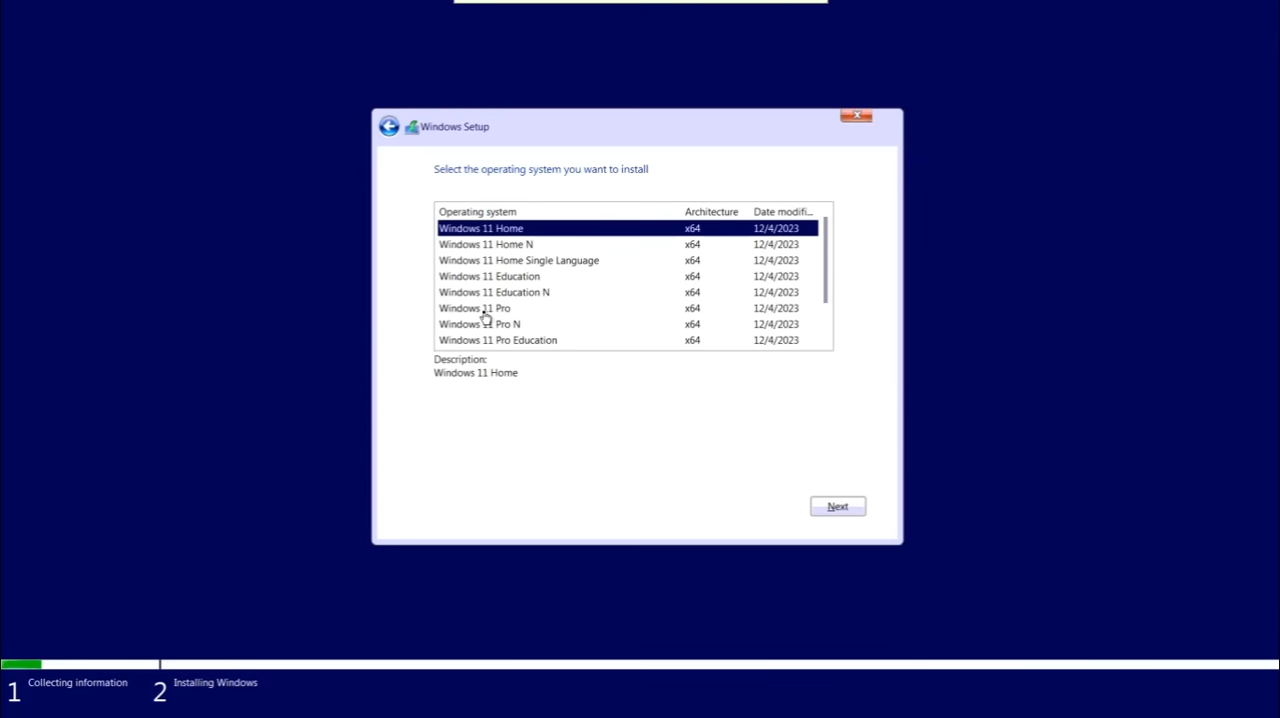 Windows Setup
Select the operating system you want to install
Operating system Architecture Date modifi...
Windows 11 Home x64 12/4/2023
Windows 11 Home N x64 12/4/2023
Windows 11 Home Single Language x64 12/4/2023
Windows 11 Education x64 12/4/2023
Windows 11 Education N x64 12/4/2023
Windows 11 Pro x64 12/4/2023
Windows 11 Pro N x64 12/4/2023
Windows 11 Pro Education x64 12/4/2023
Description:
Windows 11 Home
Next
1 Collecting information 2 Installing Windows